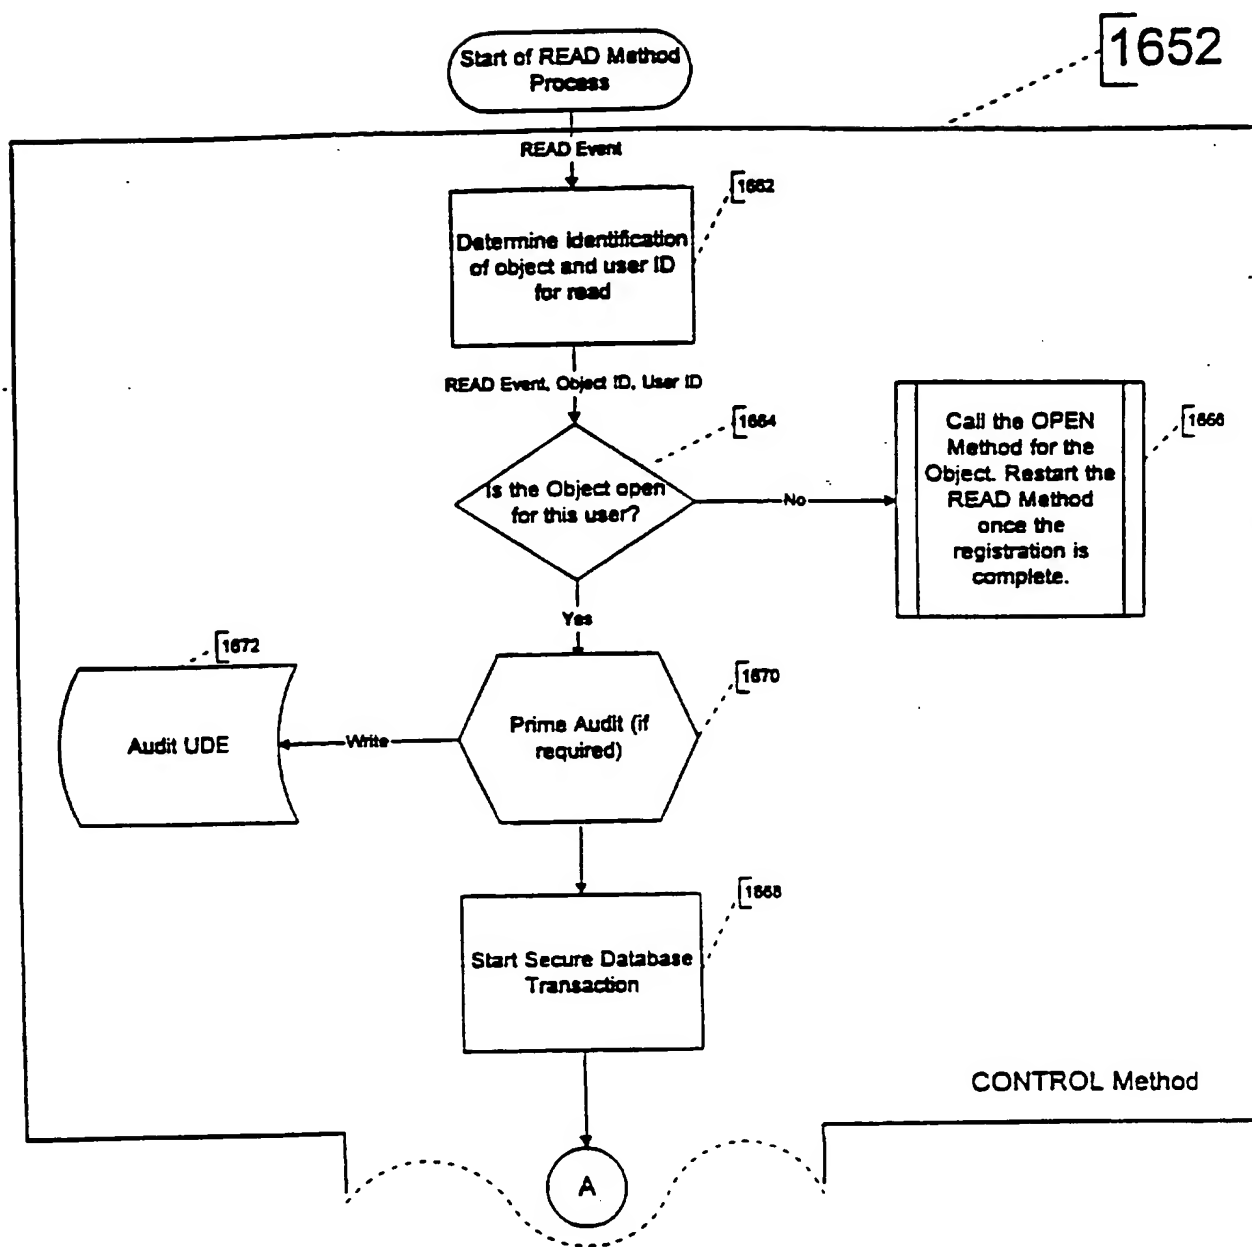 1652
Start of READ Method
Process
READ Event
1662
Determine identification
of object and user ID
for read
READ Event, Object ID, User ID
1664
Is the Object open
for this user?
No
Call the OPEN
Method for the
Object. Restart the
READ Method
once the
registration is
complete.
1666
Yes
1672
Audit UDE
Write
Prime Audit (if
required)
1670
1668
Start Secure Database
Transaction
CONTROL Method
A